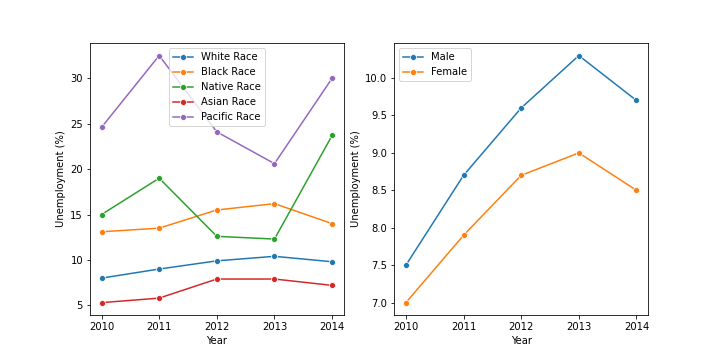 White Race
Black Race
Native Race
Asian Race
Pacific Race
30
25
20
15
10
5
Unemployment (%)
2010 2011 2012 2013 2014
Year
Male
Female
10.0
9.5
9.0
8.5
8.0
7.5
7.0
Unemployment (%)
2010 2011 2012 2013 2014
Year